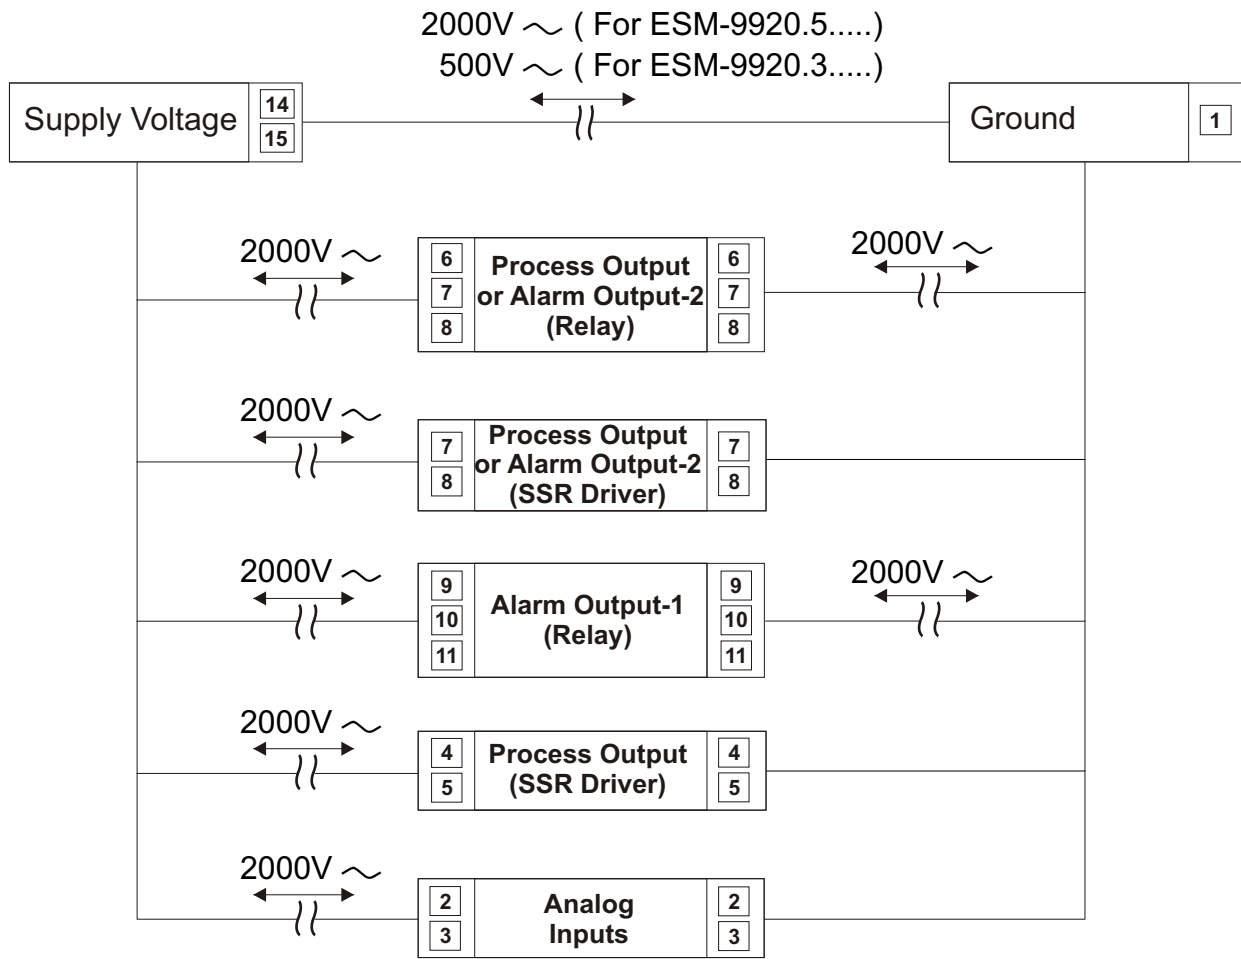 2000V ~ ( For ESM-9920.5.....)
500V ~ ( For ESM-9920.3.....)
Supply Voltage
14
15
Ground
1
2000V ~
6
7
8
Process Output
or Alarm Output-2
(Relay)
6
7
8
2000V ~
2000V ~
7
8
Process Output
or Alarm Output-2
(SSR Driver)
7
8
2000V ~
9
10
11
Alarm Output-1
(Relay)
9
10
11
2000V ~
2000V ~
4
5
Process Output
(SSR Driver)
4
5
2000V ~
2
3
Analog
Inputs
2
3